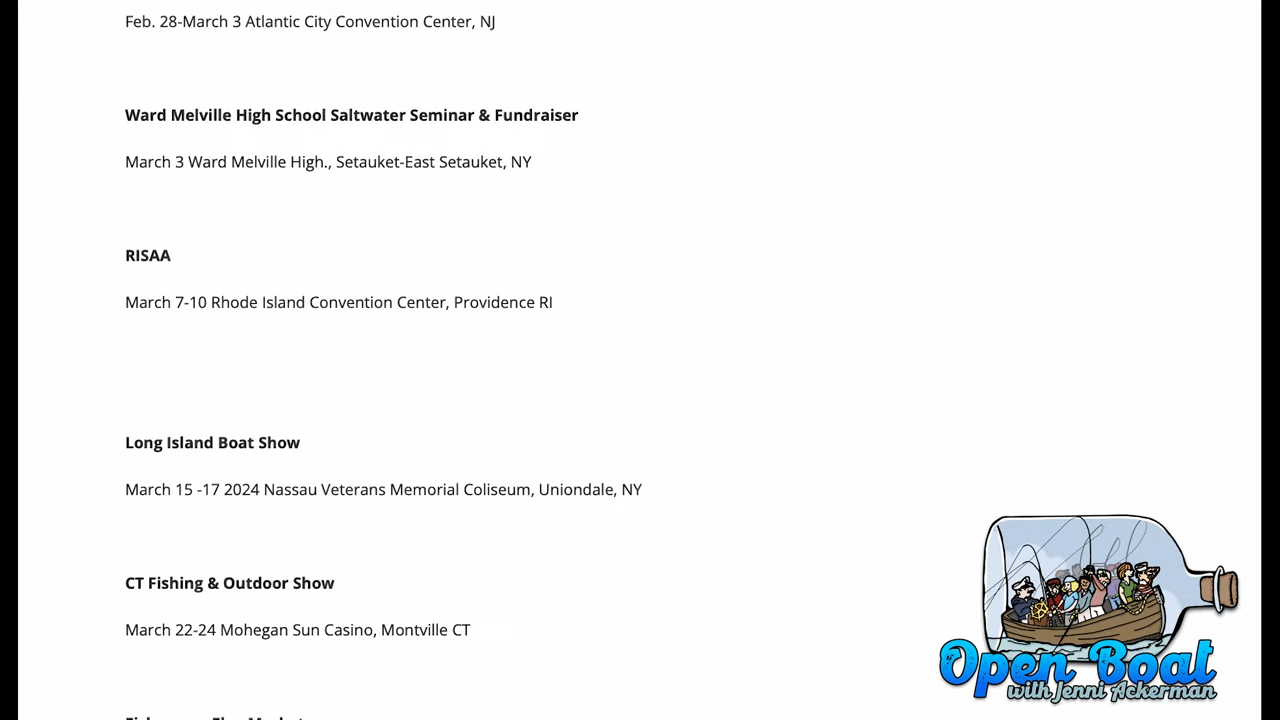 Feb. 28-March 3 Atlantic City Convention Center, NJ
Ward Melville High School Saltwater Seminar & Fundraiser
March 3 Ward Melville High., Setauket-East Setauket, NY
RISAA
March 7-10 Rhode Island Convention Center, Providence RI
Long Island Boat Show
March 15 -17 2024 Nassau Veterans Memorial Coliseum, Uniondale, NY
CT Fishing & Outdoor Show
March 22-24 Mohegan Sun Casino, Montville CT
Open Boat
with Jenni Ackerman